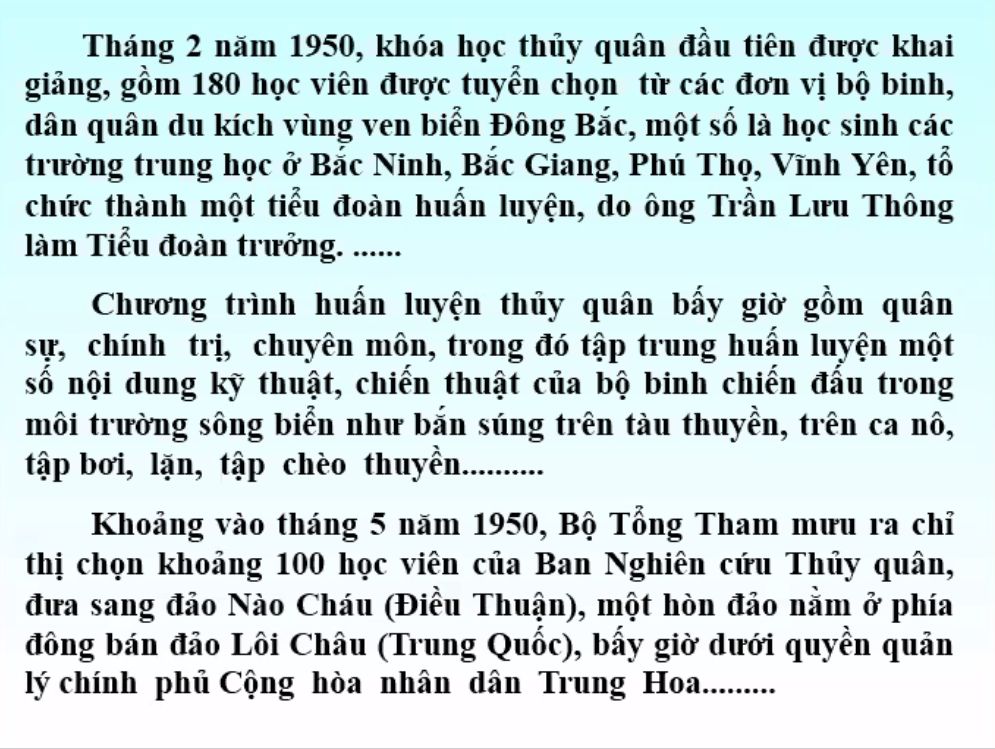 Tháng 2 năm 1950, khóa học thủy quân đầu tiên được khai
giảng, gồm 180 học viên được tuyển chọn từ các đơn vị bộ binh,
dân quân du kích vùng ven biển Đông Bắc, một số là học sinh các
trường trung học ở Bắc Ninh, Bắc Giang, Phú Thọ, Vĩnh Yên, tổ
chức thành một tiểu đoàn huấn luyện, do ông Trần Lưu Thông
làm Tiểu đoàn trưởng. ......
Chương trình huấn luyện thủy quân bấy giờ gồm quân
sự, chính trị, chuyên môn, trong đó tập trung huấn luyện một
số nội dung kỹ thuật, chiến thuật của bộ binh chiến đấu trong
môi trường sông biển như bắn súng trên tàu thuyền, trên ca nô,
tập bơi, lặn, tập chèo thuyền..........
Khoảng vào tháng 5 năm 1950, Bộ Tổng Tham mưu ra chỉ
thị chọn khoảng 100 học viên của Ban Nghiên cứu Thủy quân,
đưa sang đảo Nào Cháu (Điều Thuận), một hòn đảo nằm ở phía
đông bán đảo Lôi Châu (Trung Quốc), bấy giờ dưới quyền quản
lý chính phủ Cộng hòa nhân dân Trung Hoa.........